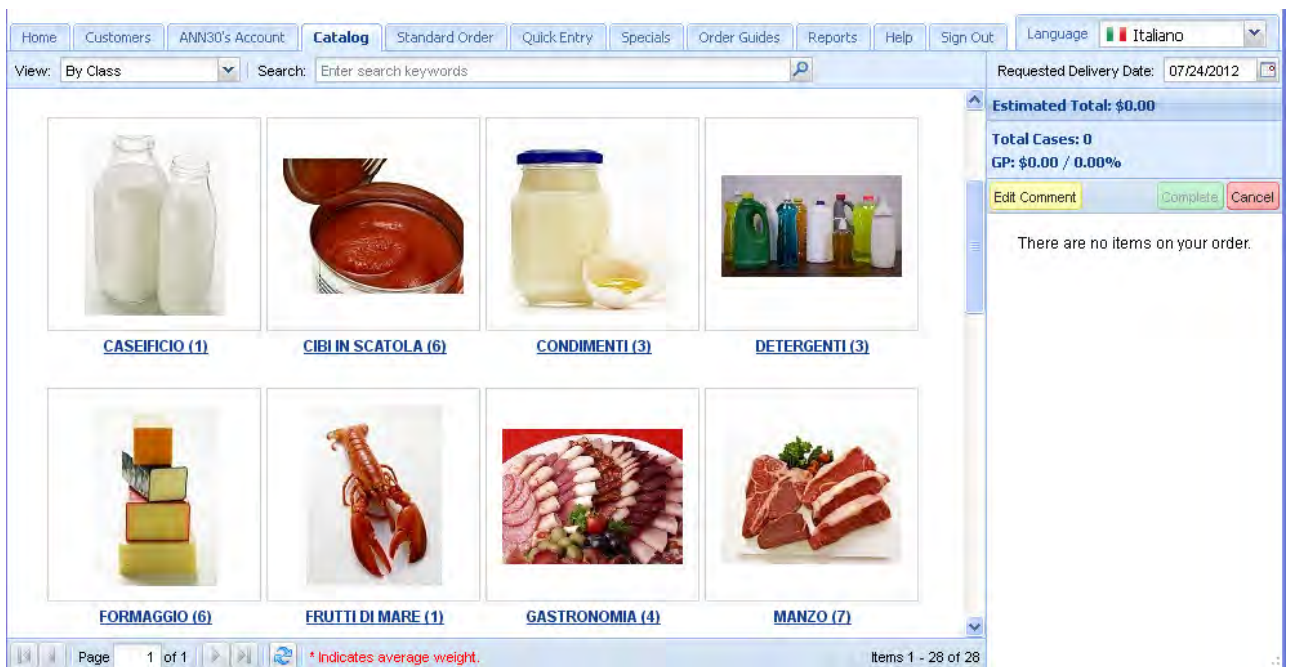 Home Customers ANN30's Account Catalog Standard Order Quick Entry Specials Order Guides Reports Help Sign Out Language Italiano
View: By Class Search: Enter search keywords Requested Delivery Date: 07/24/2012
Estimated Total: $0.00
Total Cases: 0
GP: $0.00 / 0.00%
Edit Comment Complete Cancel
There are no items on your order.
CASEIFICIO (1) CIBI IN SCATOLA (6) CONDIMENTI (3) DETERGENTI (3)
FORMAGGIO (6) FRUTTI DI MARE (1) GASTRONOMIA (4) MANZO (7)
Page 1 of 1 * Indicates average weight. Items 1 - 28 of 28